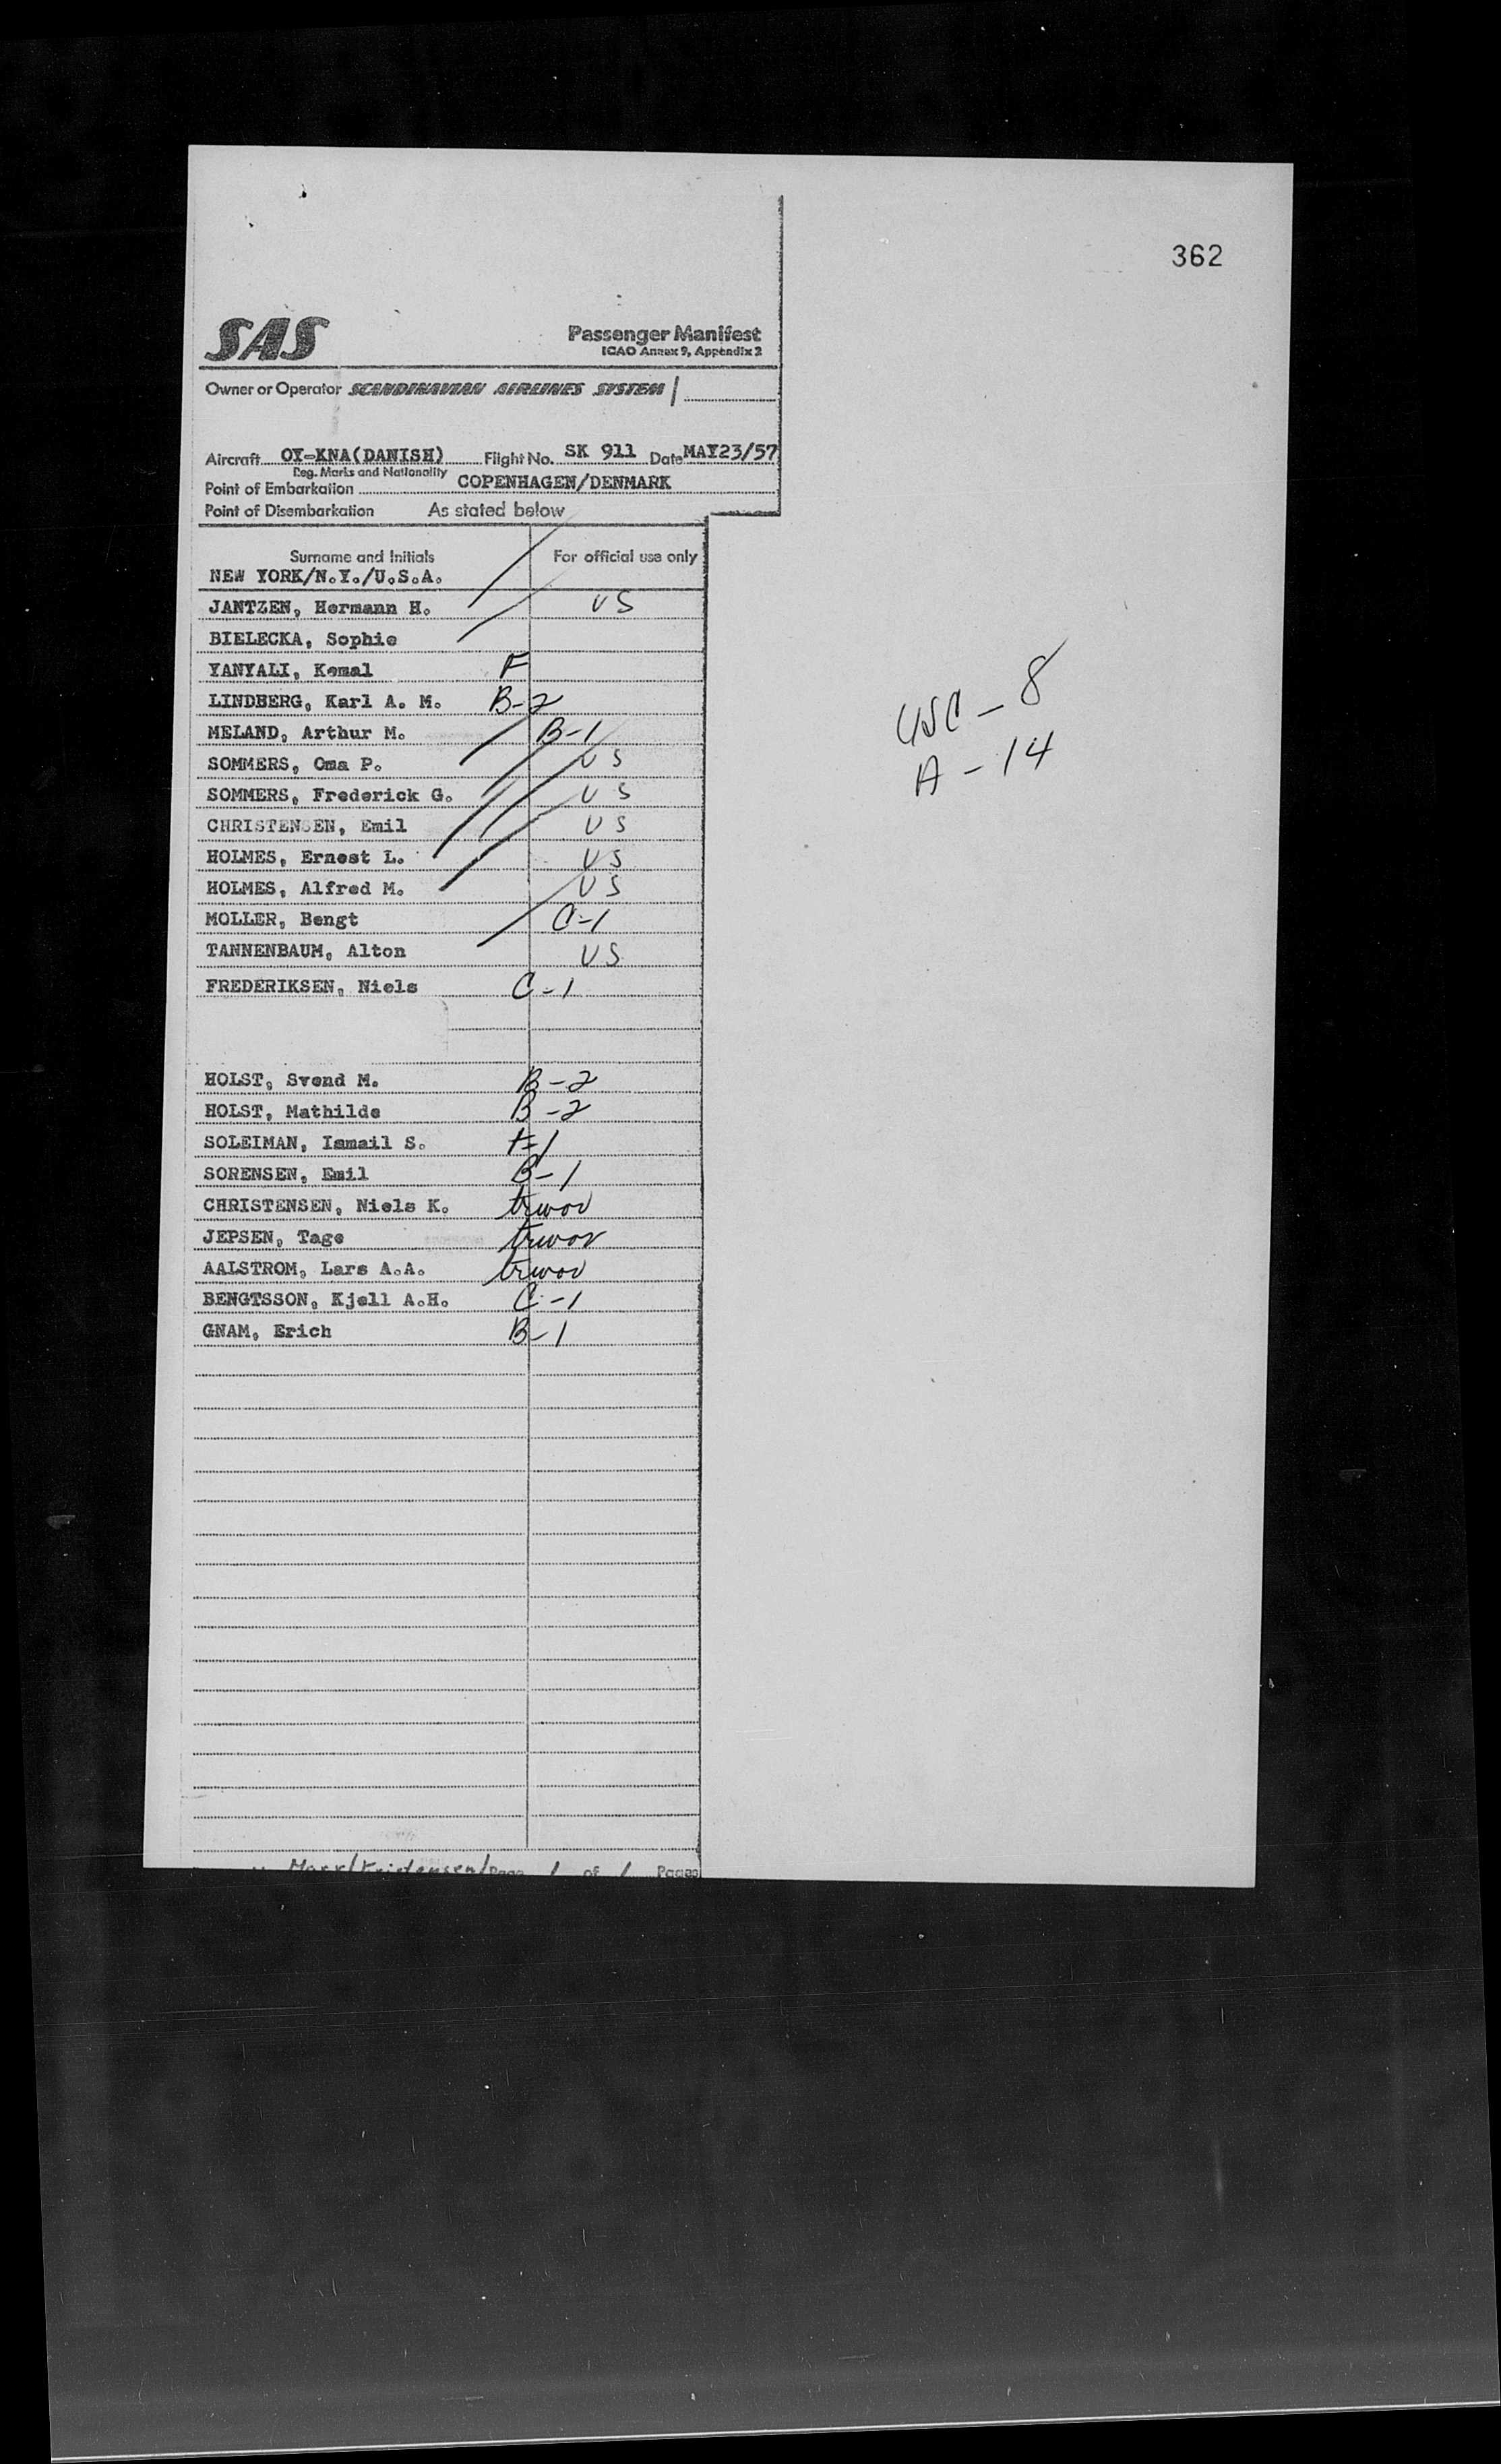 362
SAS
Passenger Manifest
ICAO Annex 9, Appendix 2
Owner or Operator SCANDINAVIAN AIRLINES SYSTEM
Aircraft OY-KNA(DANISH) Flight No. SK 911 Date MAY23/57
Reg. Marks and Nationality
Point of Embarkation COPENHAGEN/DENMARK
Point of Disembarkation As stated below
Surname and Initials For official use only
NEW YORK/N.Y./U.S.A.
JANTZEN, Hermann H. US
BIELECKA, Sophie
YANYALI, Kemal F
LINDBERG, Karl A. M. B-2
MELAND, Arthur M. B-1
SOMMERS, Oma P. US
SOMMERS, Frederick G. US
CHRISTENSEN, Emil US
HOLMES, Ernest L. US
HOLMES, Alfred M. US
MOLLER, Bengt C-1
TANNENBAUM, Alton US
FREDERIKSEN, Niels C-1
HOLST, Svend M. B-2
HOLST, Mathilde B-2
SOLEIMAN, Ismail S. F-1
SORENSEN, Emil B-1
CHRISTENSEN, Niels K. trwov
JEPSEN, Tage trwov
AALSTROM, Lars A.A. trwov
BENGTSSON, Kjell A.H. C-1
GNAM, Erich B-1
USC - 8
A - 14
Page 1 of 1 Pages